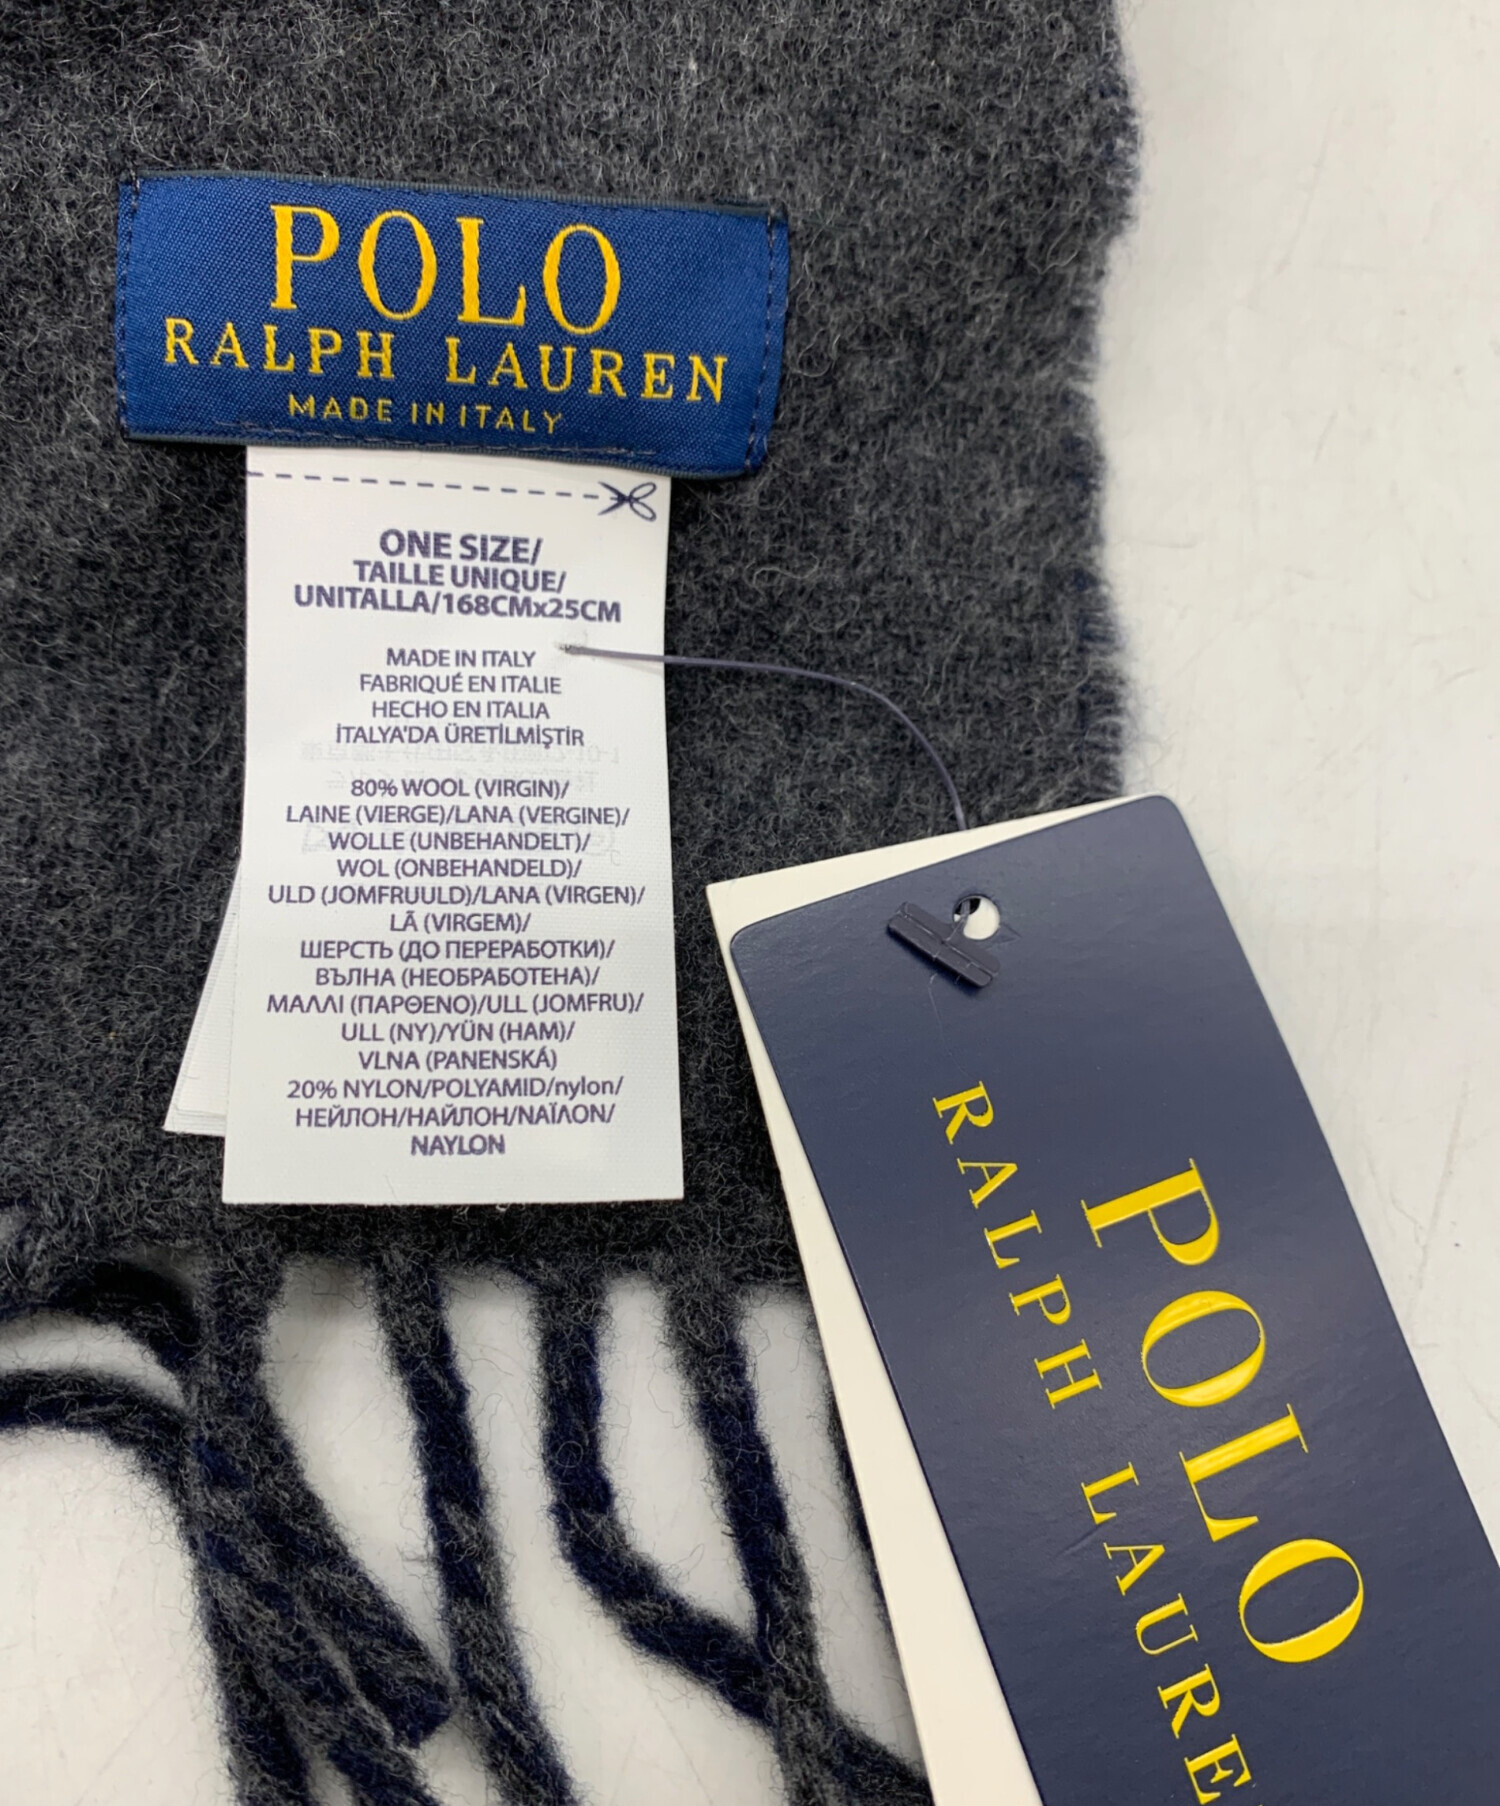 POLO
RALPH LAUREN
MADE IN ITALY
ONE SIZE/
TAILLE UNIQUE/
UNITALLA/168CMx25CM
MADE IN ITALY
FABRIQUÉ EN ITALIE
HECHO EN ITALIA
İTALYA'DA ÜRETİLMİŞTİR
80% WOOL (VIRGIN)/
LAINE (VIERGE)/LANA (VERGINE)/
WOLLE (UNBEHANDELT)/
WOL (ONBEHANDELD)/
ULD (JOMFRUULD)/LANA (VIRGEN)/
LÃ (VIRGEM)/
ШЕРСТЬ (ДО ПЕРЕРАБОТКИ)/
ВЪЛНА (НЕОБРАБОТЕНА)/
ΜΑΛΛΙ (ΠΑΡΘΕΝΟ)/ULL (JOMFRU)/
ULL (NY)/YÜN (HAM)/
VLNA (PANENSKÁ)
20% NYLON/POLYAMID/nylon/
НЕЙЛОН/НАЙЛОН/ΝΑΪΛΟΝ/
NAYLON
POLO
RALPH LAURE